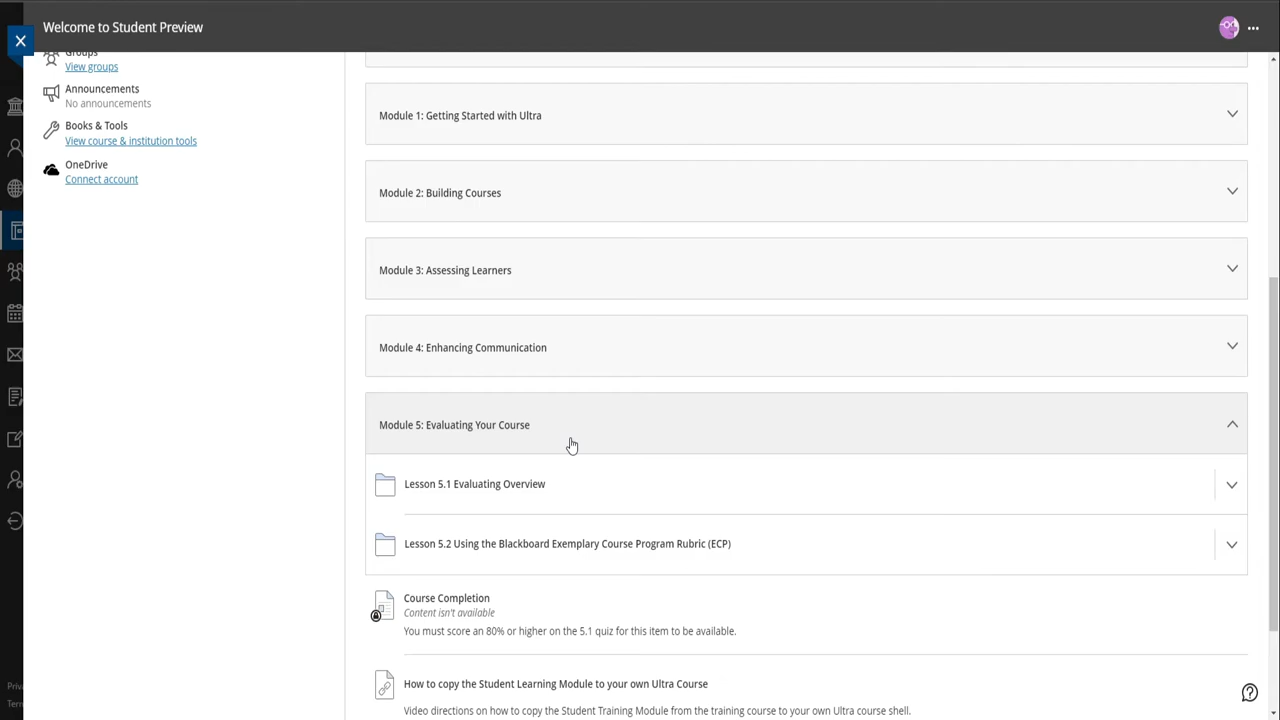 Welcome to Student Preview
Groups
View groups
Announcements
No announcements
Books & Tools
View course & institution tools
OneDrive
Connect account
Module 1: Getting Started with Ultra
Module 2: Building Courses
Module 3: Assessing Learners
Module 4: Enhancing Communication
Module 5: Evaluating Your Course
Lesson 5.1 Evaluating Overview
Lesson 5.2 Using the Blackboard Exemplary Course Program Rubric (ECP)
Course Completion
Content isn't available
You must score an 80% or higher on the 5.1 quiz for this item to be available.
How to copy the Student Learning Module to your own Ultra Course
Video directions on how to copy the Student Training Module from the training course to your own Ultra course shell.